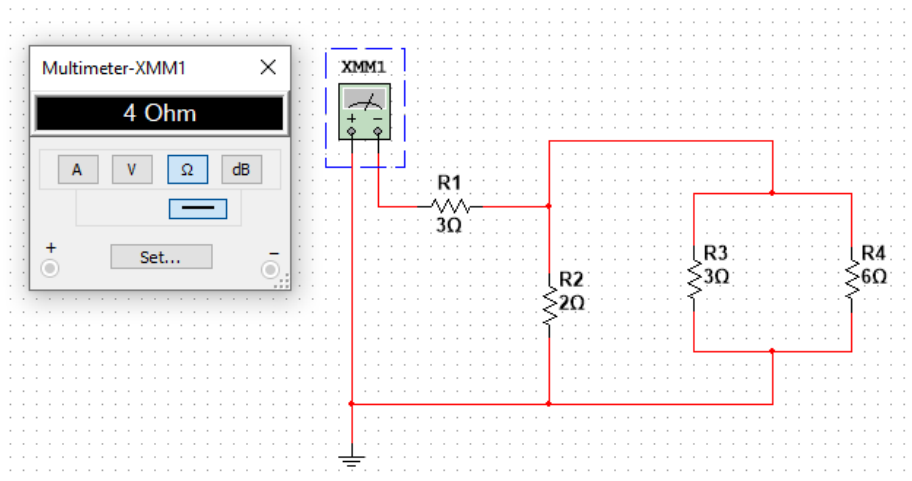 Multimeter-XMM1
4 Ohm
A V Ω dB
+ -
Set...
XMM1
+ -
R1
3Ω
R2
2Ω
R3
3Ω
R4
6Ω